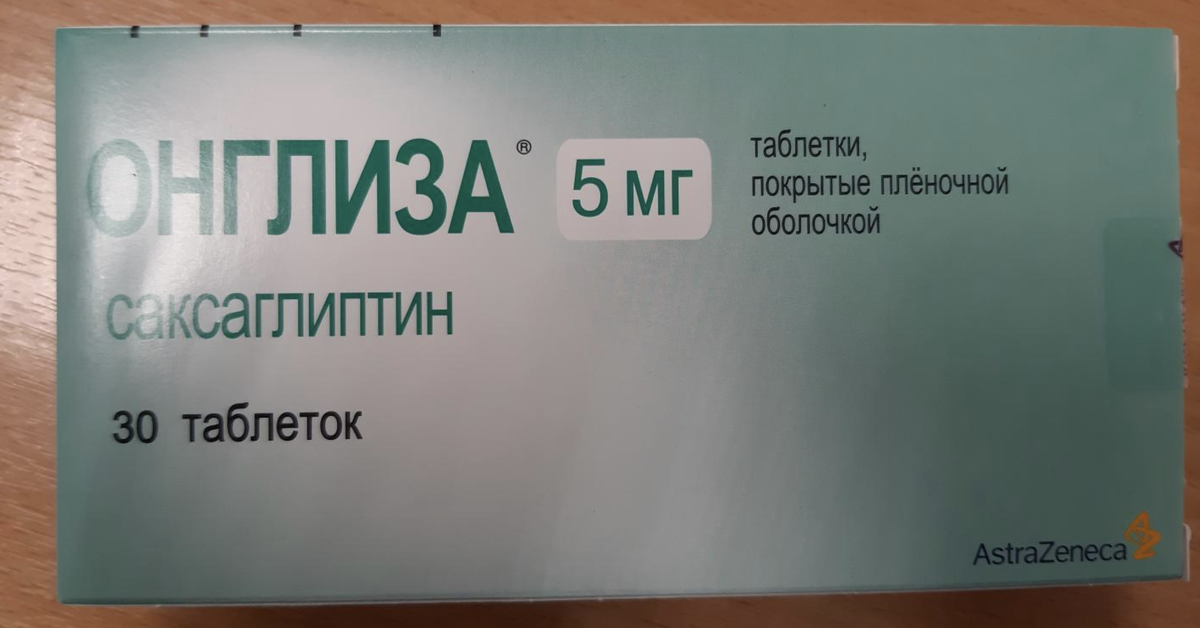 ОНГЛИЗА® 5 мг
таблетки,
покрытые плёночной
оболочкой
саксаглиптин
30 таблеток
AstraZeneca